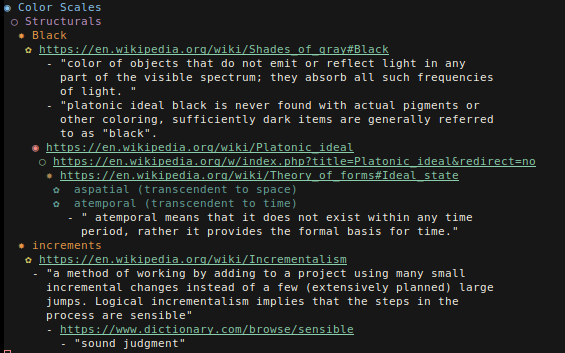 ◉ Color Scales
○ Structurals
✸ Black
✿ https://en.wikipedia.org/wiki/Shades_of_gray#Black
- "color of objects that do not emit or reflect light in any
part of the visible spectrum; they absorb all such frequencies
of light. "
- "platonic ideal black is never found with actual pigments or
other coloring, sufficiently dark items are generally referred
to as "black".
◉ https://en.wikipedia.org/wiki/Platonic_ideal
○ https://en.wikipedia.org/w/index.php?title=Platonic_ideal&redirect=no
✸ https://en.wikipedia.org/wiki/Theory_of_forms#Ideal_state
✿ aspatial (transcendent to space)
✿ atemporal (transcendent to time)
- " atemporal means that it does not exist within any time
period, rather it provides the formal basis for time."
✸ increments
✿ https://en.wikipedia.org/wiki/Incrementalism
- "a method of working by adding to a project using many small
incremental changes instead of a few (extensively planned) large
jumps. Logical incrementalism implies that the steps in the
process are sensible"
- https://www.dictionary.com/browse/sensible
- "sound judgment"